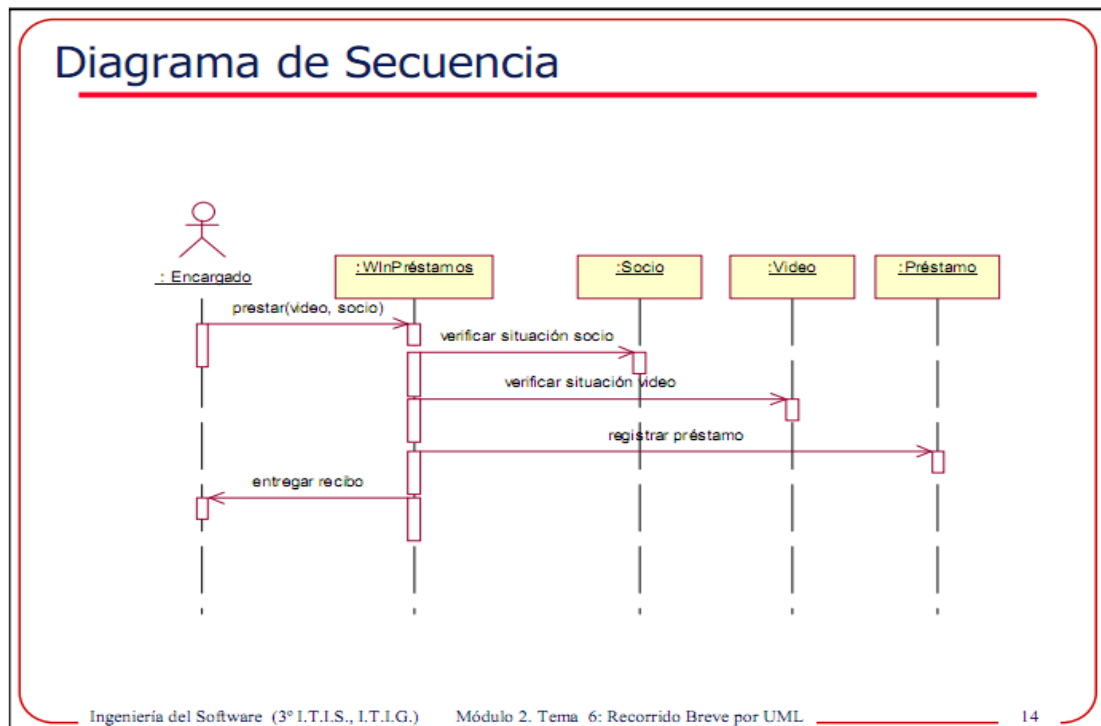 Diagrama de Secuencia
: Encargado
:WInPréstamos
:Socio
:Video
:Préstamo
prestar(video, socio)
verificar situación socio
verificar situación video
registrar préstamo
entregar recibo
Ingeniería del Software (3º I.T.I.S., I.T.I.G.)
Módulo 2. Tema 6: Recorrido Breve por UML
14